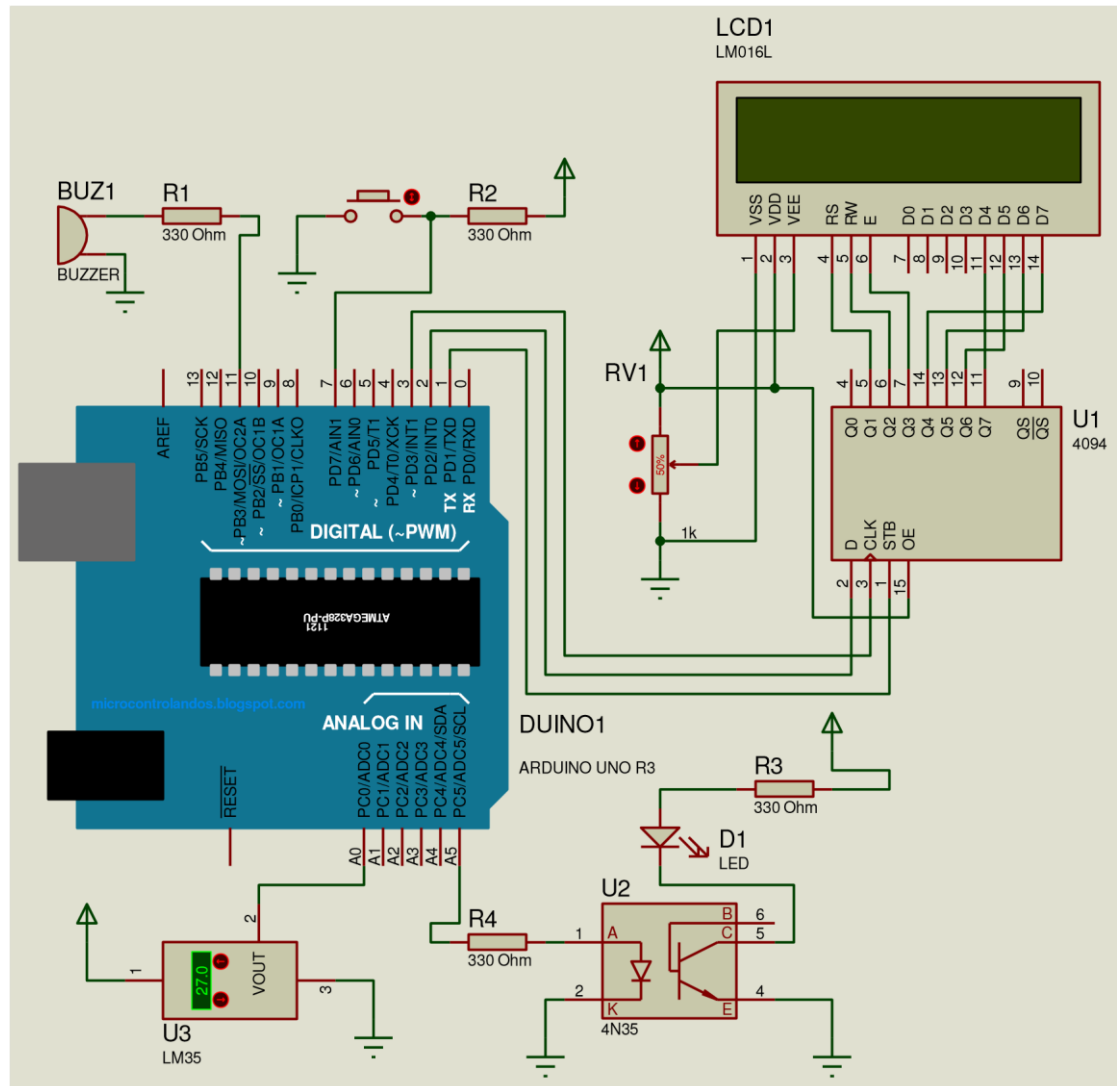 LCD1
LM016L
VSS
VDD
VEE
RS
RW
E
D0
D1
D2
D3
D4
D5
D6
D7
1
2
3
4
5
6
7
8
9
10
11
12
13
14
BUZ1
BUZZER
R1
330 Ohm
R2
330 Ohm
RV1
50%
1k
4
5
6
7
14
13
12
11
9
10
Q0
Q1
Q2
Q3
Q4
Q5
Q6
Q7
QS
QS
U1
4094
D
CLK
STB
OE
2
3
1
15
13
12
11
10
9
8
7
6
5
4
3
2
1
0
AREF
PB5/SCK
PB4/MISO
~PB3/MOSI/OC2A
~ PB2/SS/OC1B
~ PB1/OC1A
PB0/ICP1/CLKO
PD7/AIN1
~ PD6/AIN0
~ PD5/T1
PD4/T0/XCK
~ PD3/INT1
PD2/INT0
TX PD1/TXD
RX PD0/RXD
DIGITAL (~PWM)
ATMEGA328P-PU
1121
microcontrolandos.blogspot.com
ANALOG IN
RESET
PC0/ADC0
PC1/ADC1
PC2/ADC2
PC3/ADC3
PC4/ADC4/SDA
PC5/ADC5/SCL
A0
A1
A2
A3
A4
A5
DUINO1
ARDUINO UNO R3
R3
330 Ohm
D1
LED
U2
4N35
A
K
B
C
E
1
2
6
5
4
R4
330 Ohm
1
2
3
27.0
VOUT
U3
LM35